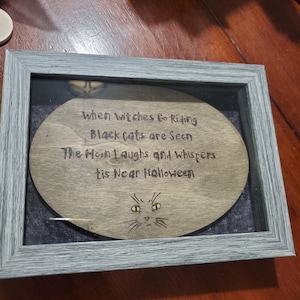 When Witches Go Riding
Black Cats are Seen
The Moon Laughs and Whispers
tis Near Halloween